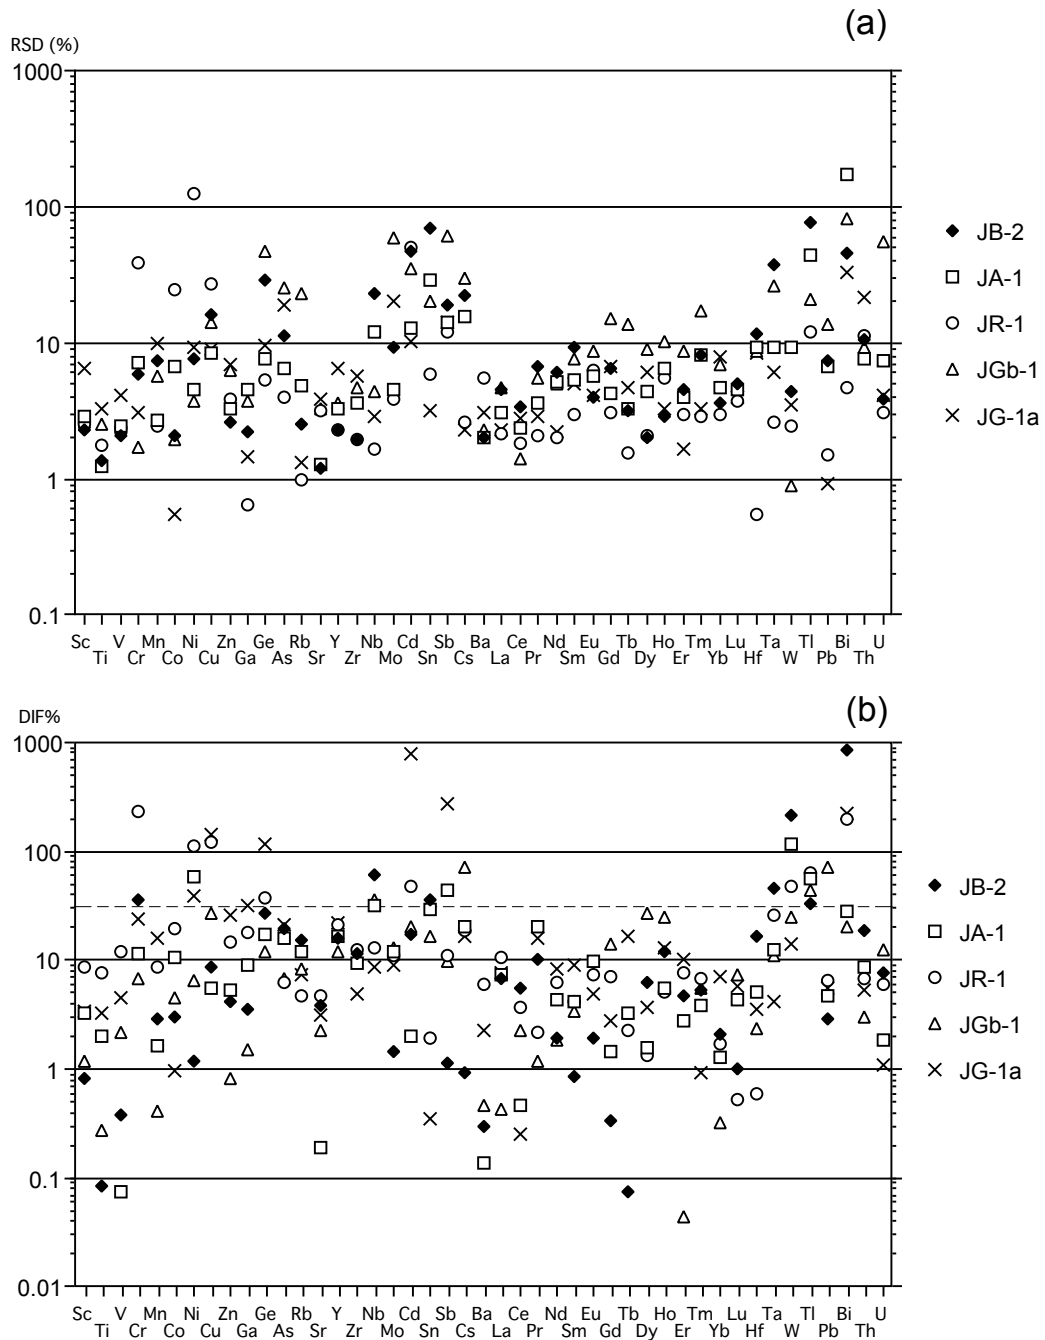 (a)
RSD (%)
1000
100
10
1
0.1
JB-2
JA-1
JR-1
JGb-1
JG-1a
Sc V Mn Ni Zn Ge Rb Y Nb Cd Sb Ba Ce Nd Eu Tb Ho Tm Lu Ta Tl Bi U
Ti Cr Co Cu Ga As Sr Zr Mo Sn Cs La Pr Sm Gd Dy Er Yb Hf W Pb Th
(b)
DIF%
1000
100
10
1
0.1
0.01
JB-2
JA-1
JR-1
JGb-1
JG-1a
Sc V Mn Ni Zn Ge Rb Y Nb Cd Sb Ba Ce Nd Eu Tb Ho Tm Lu Ta Tl Bi U
Ti Cr Co Cu Ga As Sr Zr Mo Sn Cs La Pr Sm Gd Dy Er Yb Hf W Pb Th